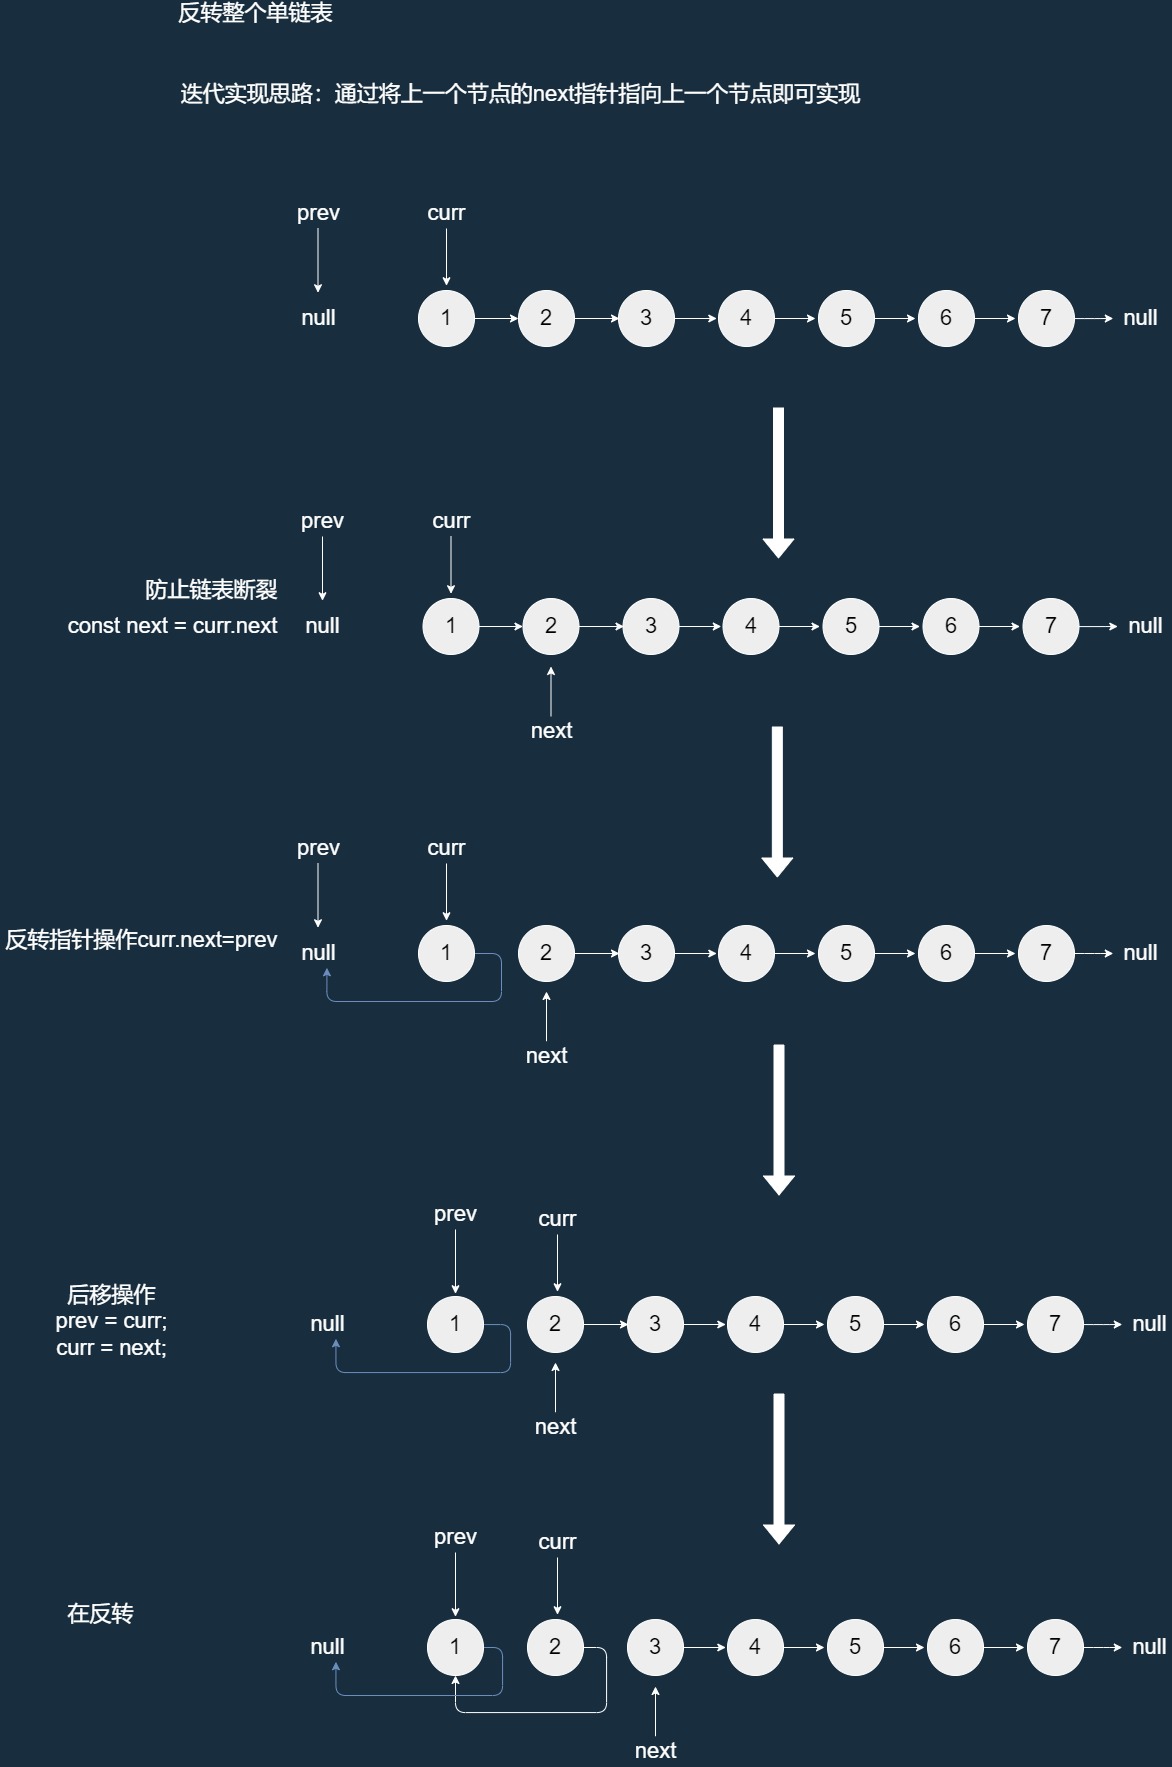 反转整个单链表
迭代实现思路：通过将上一个节点的next指针指向上一个节点即可实现
prev curr
null 1 2 3 4 5 6 7 null
prev curr
防止链表断裂
const next = curr.next null 1 2 3 4 5 6 7 null
next
prev curr
反转指针操作curr.next=prev null 1 2 3 4 5 6 7 null
next
prev curr
后移操作
prev = curr;
curr = next;
null 1 2 3 4 5 6 7 null
next
prev curr
在反转
null 1 2 3 4 5 6 7 null
next